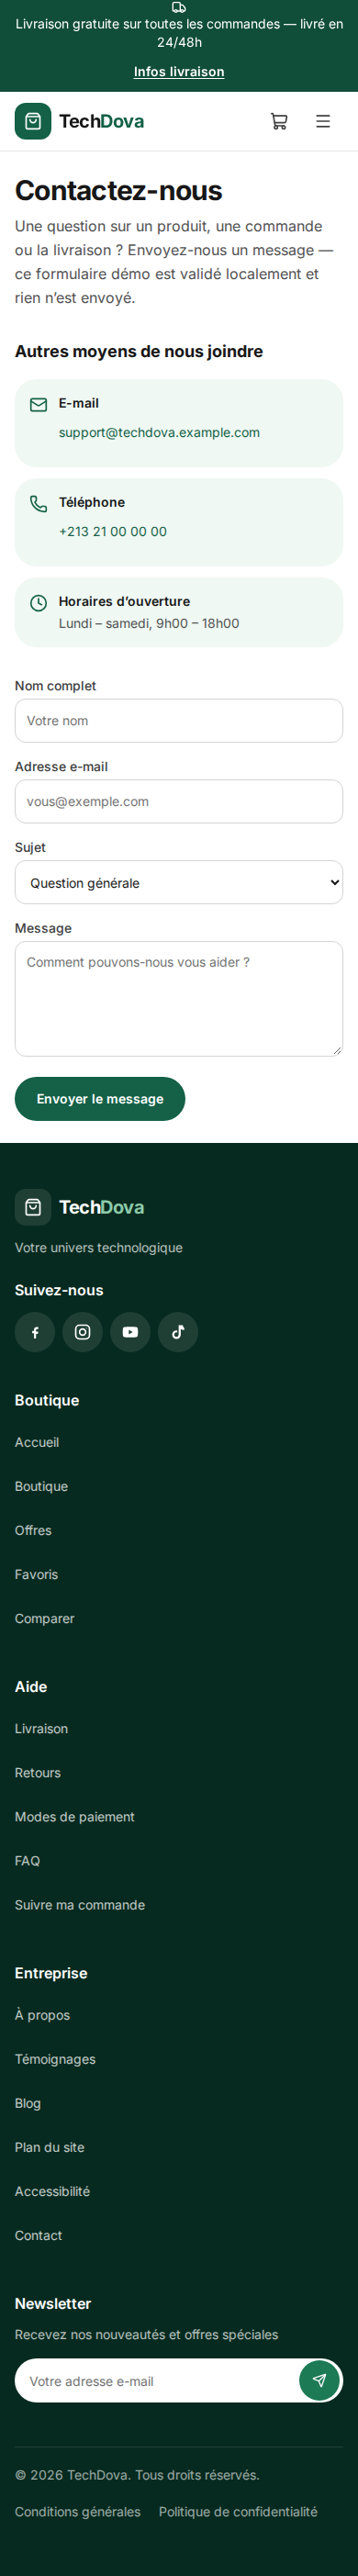 Livraison gratuite sur toutes les commandes — livré en
24/48h
Infos livraison
TechDova
Contactez-nous
Une question sur un produit, une commande
ou la livraison ? Envoyez-nous un message —
ce formulaire démo est validé localement et
rien n’est envoyé.
Autres moyens de nous joindre
E-mail
support@techdova.example.com
Téléphone
+213 21 00 00 00
Horaires d’ouverture
Lundi – samedi, 9h00 – 18h00
Nom complet
Votre nom
Adresse e-mail
vous@exemple.com
Sujet
Question générale
Message
Comment pouvons-nous vous aider ?
Envoyer le message
TechDova
Votre univers technologique
Suivez-nous
Boutique
Accueil
Boutique
Offres
Favoris
Comparer
Aide
Livraison
Retours
Modes de paiement
FAQ
Suivre ma commande
Entreprise
À propos
Témoignages
Blog
Plan du site
Accessibilité
Contact
Newsletter
Recevez nos nouveautés et offres spéciales
Votre adresse e-mail
© 2026 TechDova. Tous droits réservés.
Conditions générales Politique de confidentialité